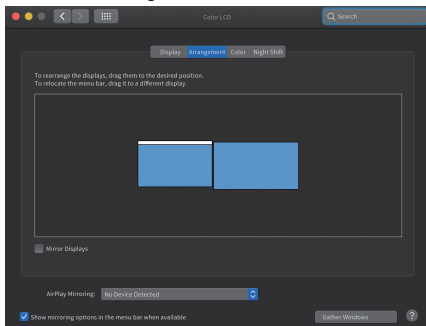 Color LCD
Search
Display Arrangement Color Night Shift
To rearrange the displays, drag them to the desired position.
To relocate the menu bar, drag it to a different display.
Mirror Displays
AirPlay Mirroring: No Device Detected
Show mirroring options in the menu bar when available
Gather Windows
?